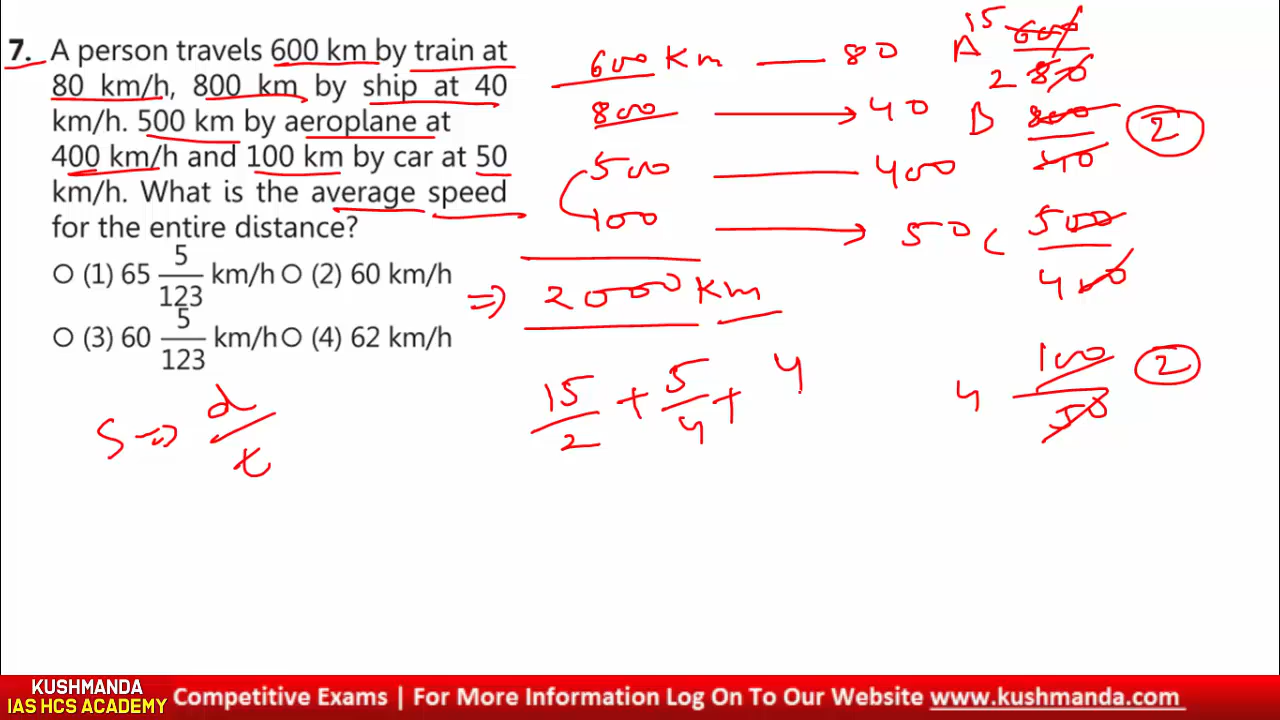 7. A person travels 600 km by train at
80 km/h, 800 km by ship at 40
km/h. 500 km by aeroplane at
400 km/h and 100 km by car at 50
km/h. What is the average speed
for the entire distance?
(1) 65 5/123 km/h (2) 60 km/h
(3) 60 5/123 km/h (4) 62 km/h
S => d/t
600 Km — 80
800 → 40
500 — 400
100 → 50
=> 2000 Km
15/2 + 5/4 + 4
A 15 600/80 2
B 800/40 2
C 500/400
4 100/50 2
KUSHMANDA
IAS HCS ACADEMY
Competitive Exams | For More Information Log On To Our Website www.kushmanda.com